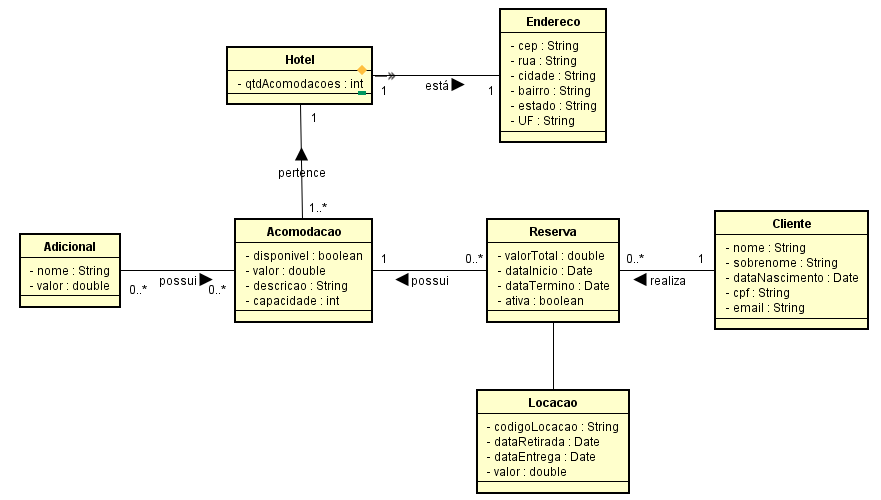 Endereco
- cep : String
- rua : String
- cidade : String
- bairro : String
- estado : String
- UF : String
Hotel
- qtdAcomodacoes : int
1
está
1
1
pertence
1..*
Adicional
- nome : String
- valor : double
0..*
possui
0..*
Acomodacao
- disponivel : boolean
- valor : double
- descricao : String
- capacidade : int
1
possui
0..*
Reserva
- valorTotal : double
- dataInicio : Date
- dataTermino : Date
- ativa : boolean
0..*
realiza
1
Cliente
- nome : String
- sobrenome : String
- dataNascimento : Date
- cpf : String
- email : String
Locacao
- codigoLocacao : String
- dataRetirada : Date
- dataEntrega : Date
- valor : double